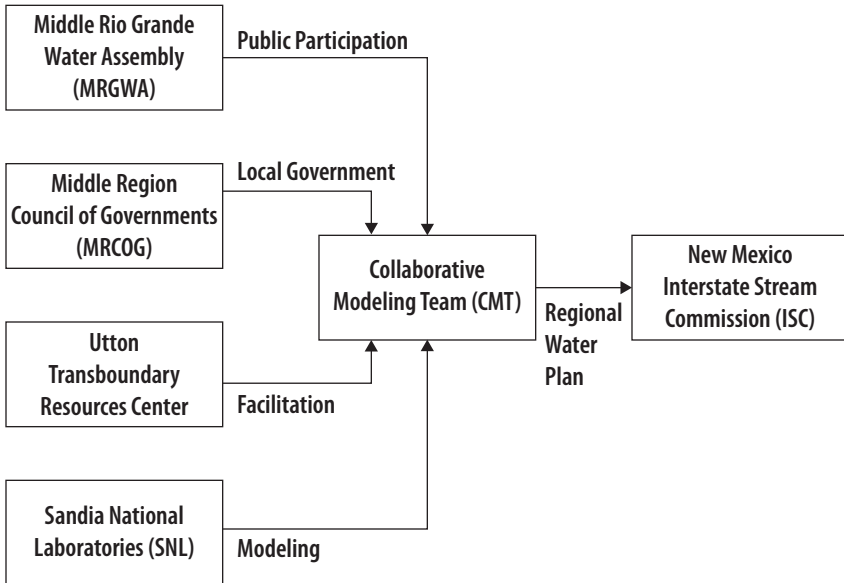 Middle Rio Grande
Water Assembly
(MRGWA)
Public Participation
Middle Region
Council of Governments
(MRCOG)
Local Government
Utton
Transboundary
Resources Center
Facilitation
Sandia National
Laboratories (SNL)
Modeling
Collaborative
Modeling Team (CMT)
Regional
Water
Plan
New Mexico
Interstate Stream
Commission (ISC)